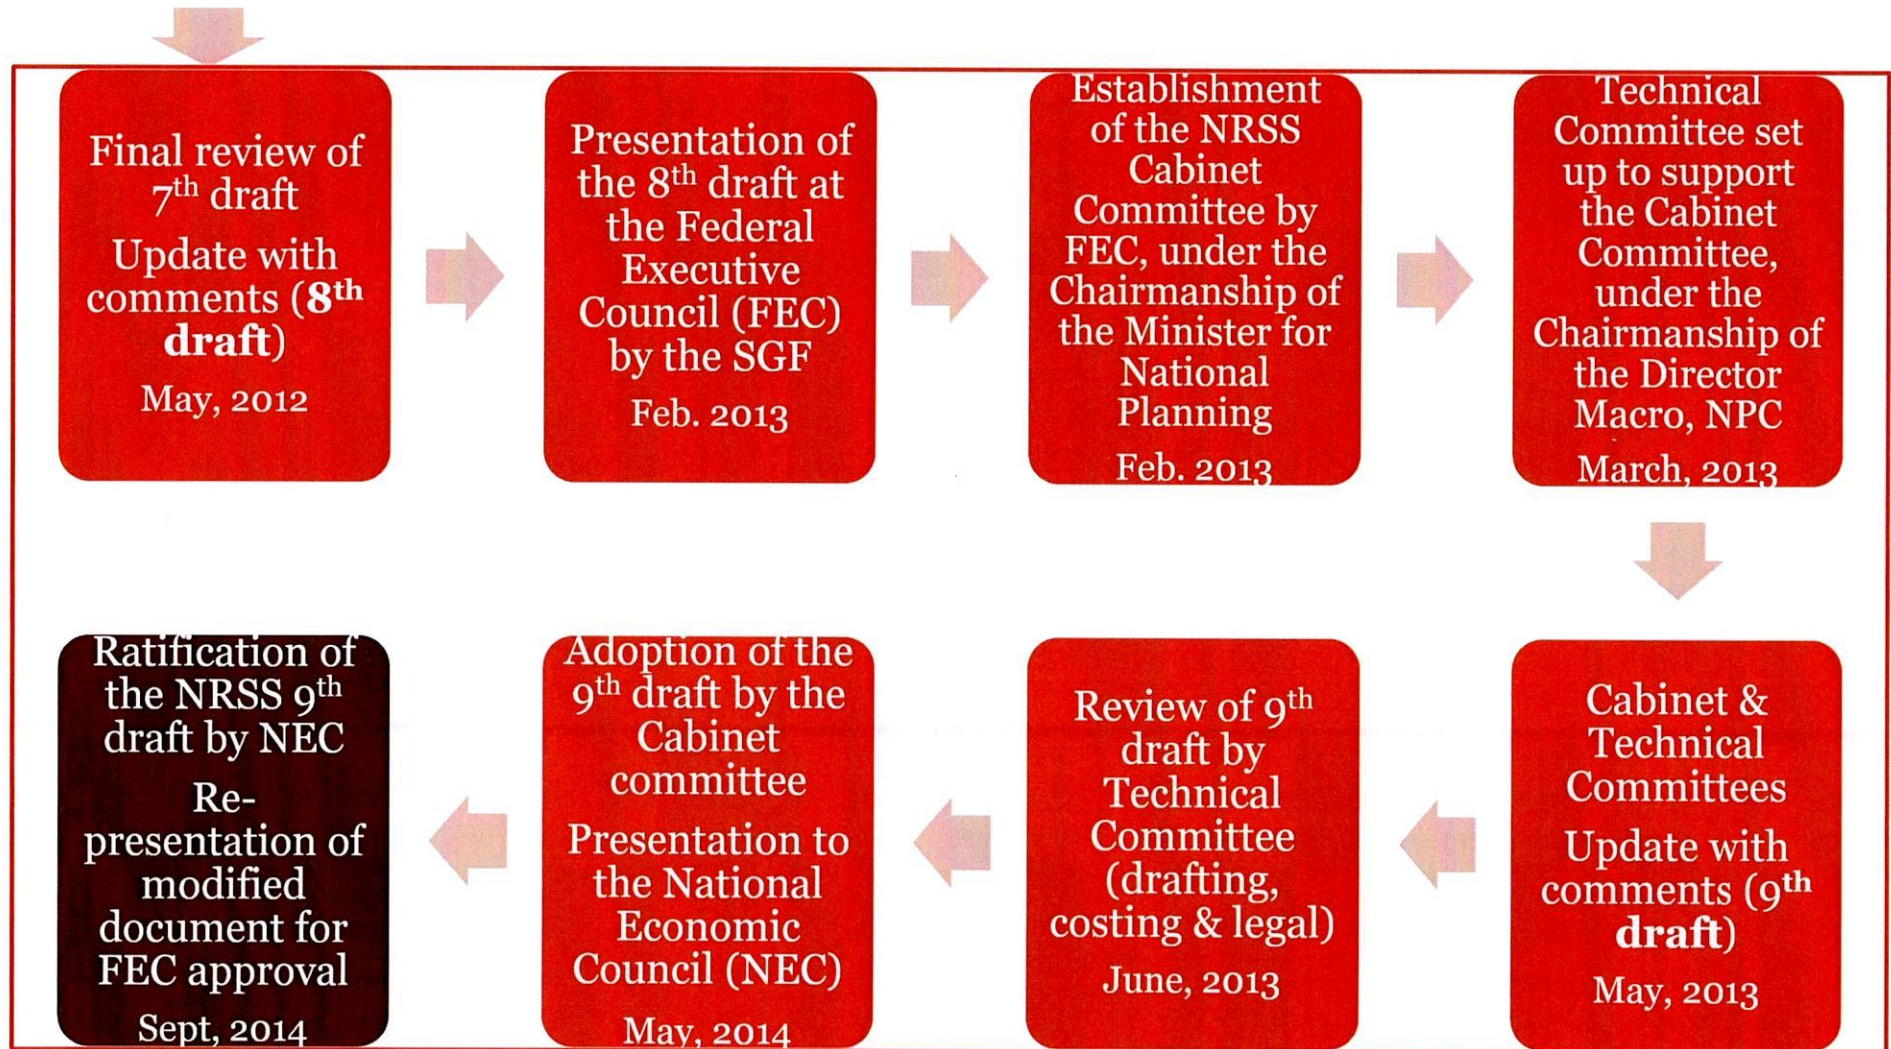 Final review of
7th draft
Update with
comments (8th
draft)
May, 2012
Presentation of
the 8th draft at
the Federal
Executive
Council (FEC)
by the SGF
Feb. 2013
Establishment
of the NRSS
Cabinet
Committee by
FEC, under the
Chairmanship of
the Minister for
National
Planning
Feb. 2013
Technical
Committee set
up to support
the Cabinet
Committee,
under the
Chairmanship of
the Director
Macro, NPC
March, 2013
Cabinet &
Technical
Committees
Update with
comments (9th
draft)
May, 2013
Review of 9th
draft by
Technical
Committee
(drafting,
costing & legal)
June, 2013
Adoption of the
9th draft by the
Cabinet
committee
Presentation to
the National
Economic
Council (NEC)
May, 2014
Ratification of
the NRSS 9th
draft by NEC
Re-
presentation of
modified
document for
FEC approval
Sept, 2014